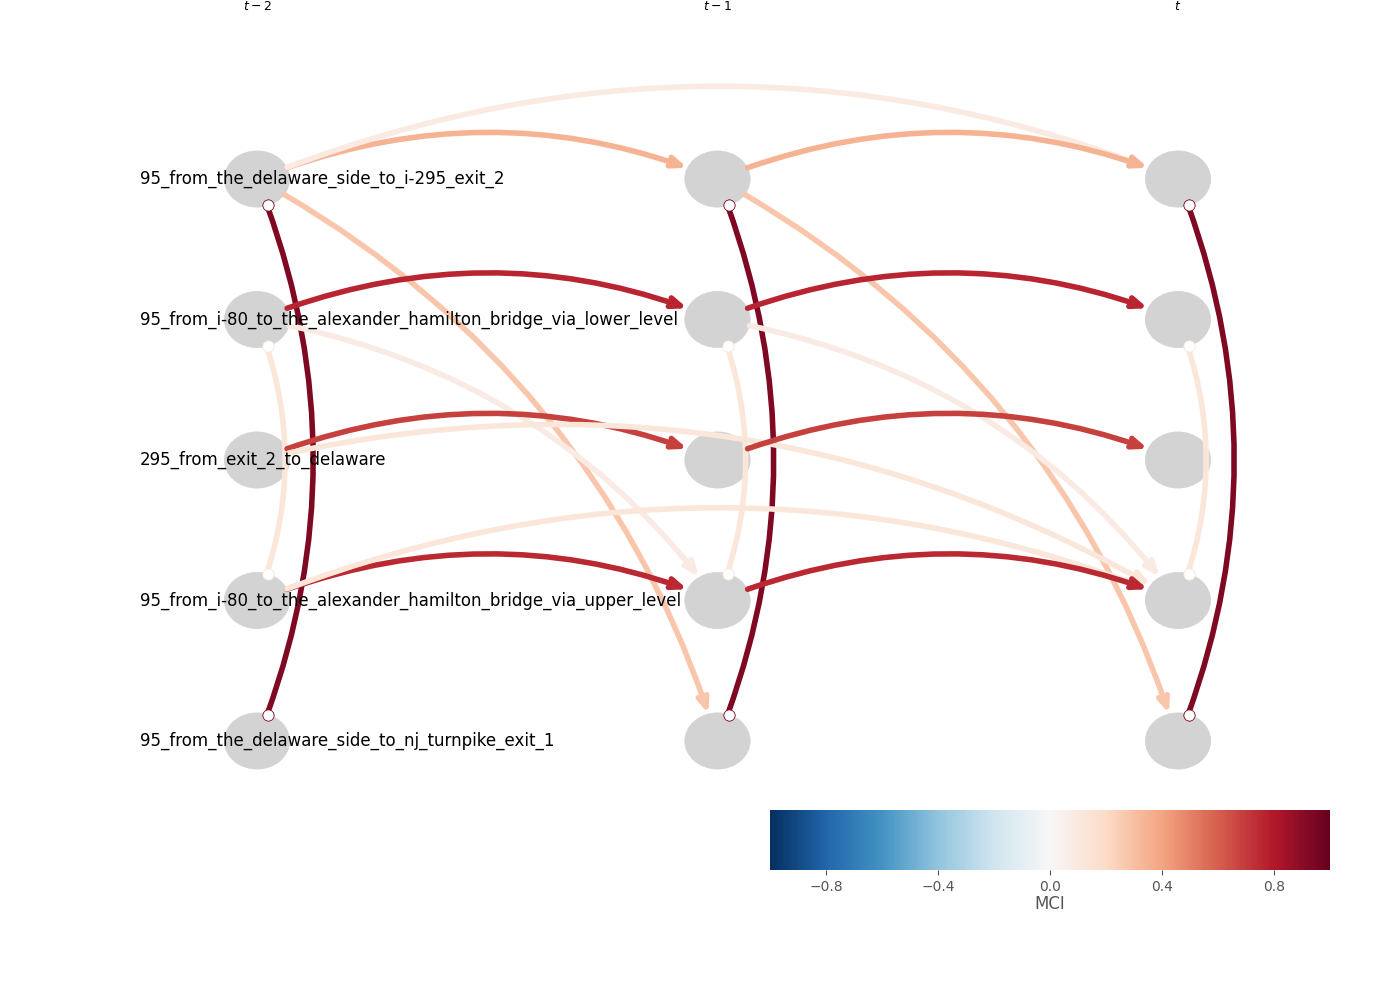 t − 2 t − 1 t
95_from_the_delaware_side_to_i-295_exit_2
95_from_i-80_to_the_alexander_hamilton_bridge_via_lower_level
295_from_exit_2_to_delaware
95_from_i-80_to_the_alexander_hamilton_bridge_via_upper_level
95_from_the_delaware_side_to_nj_turnpike_exit_1
−0.8 −0.4 0.0 0.4 0.8
MCI